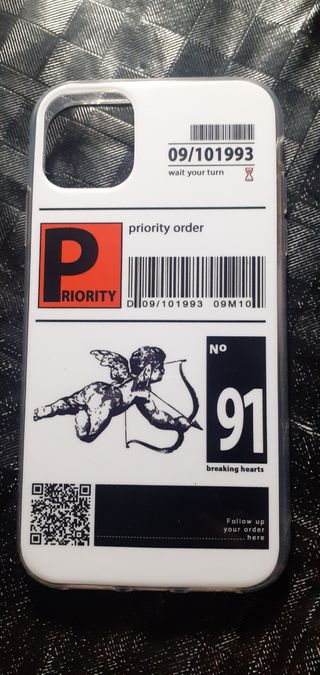 09/101993
wait your turn
priority order
PRIORITY
D 09/101993 09M10
No
91
breaking hearts
Follow up
your order
here